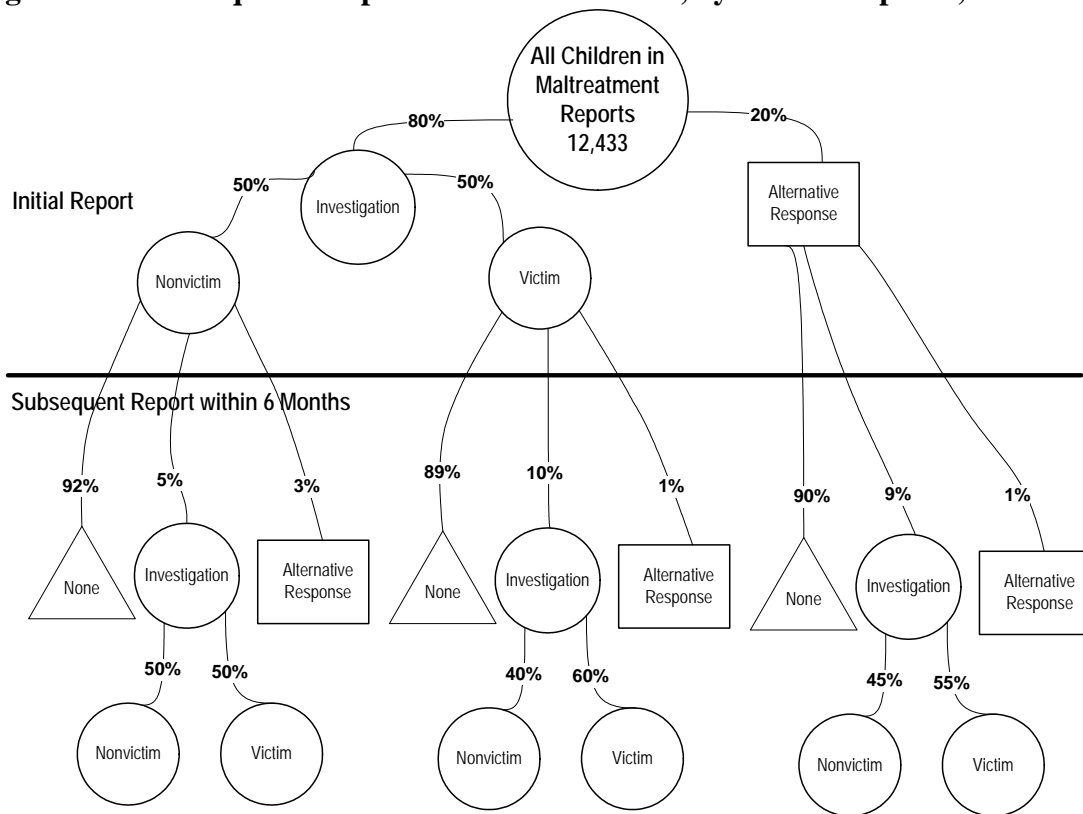 All Children in
Maltreatment
Reports
12,433
80%
20%
50%
50%
Initial Report
Investigation
Alternative
Response
Nonvictim
Victim
Subsequent Report within 6 Months
92%
5%
3%
89%
10%
1%
90%
9%
1%
None
Investigation
Alternative
Response
None
Investigation
Alternative
Response
None
Investigation
Alternative
Response
50%
50%
40%
60%
45%
55%
Nonvictim
Victim
Nonvictim
Victim
Nonvictim
Victim